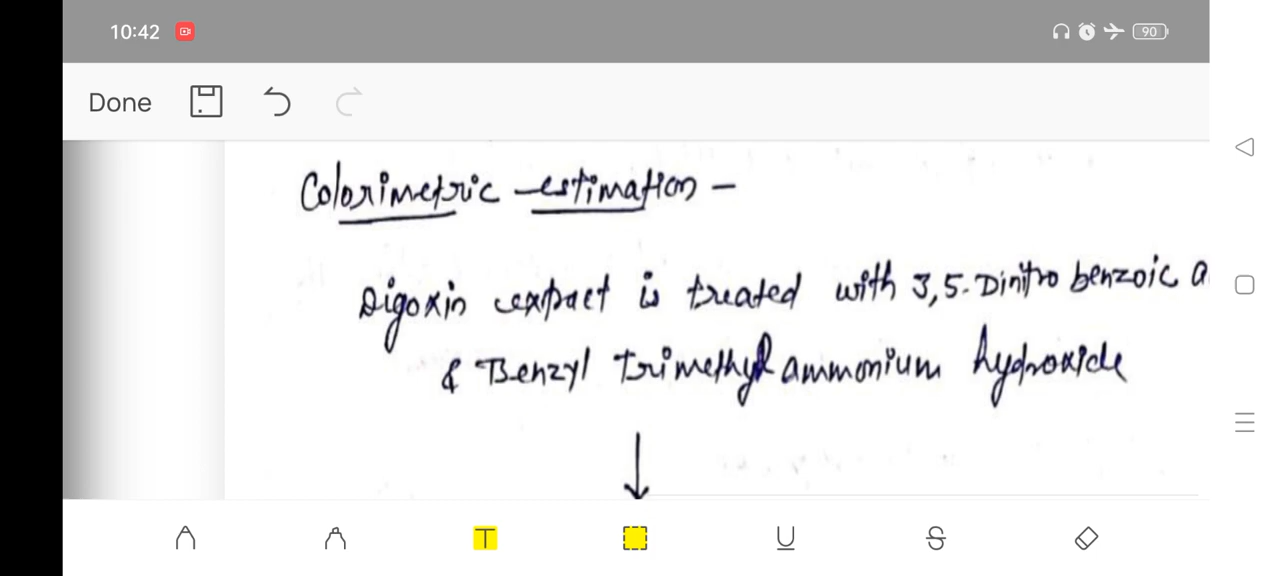 10:42
90
Done
Colorimetric estimation -
Digoxin extract is treated with 3,5-Dinitro benzoic a
& Benzyl trimethyl ammonium hydroxide
↓
T
U
S